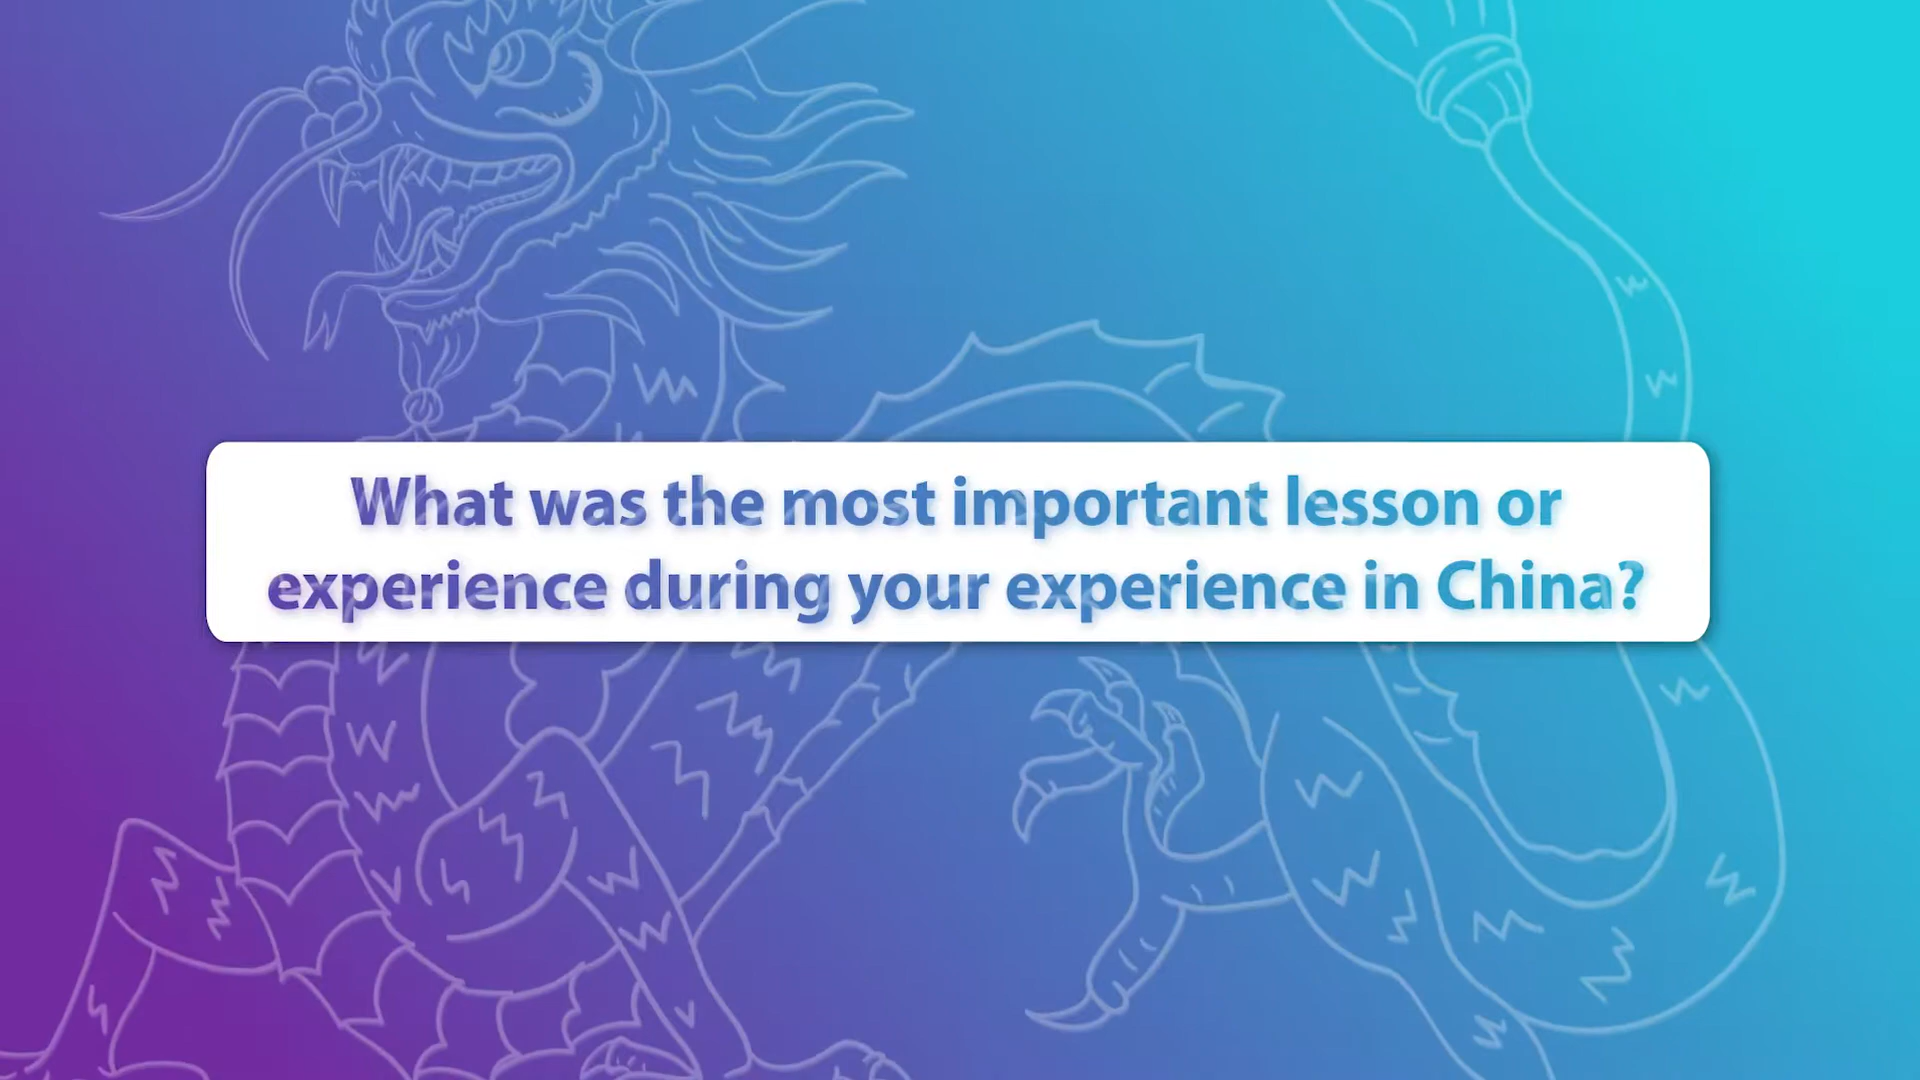 What was the most important lesson or
experience during your experience in China?